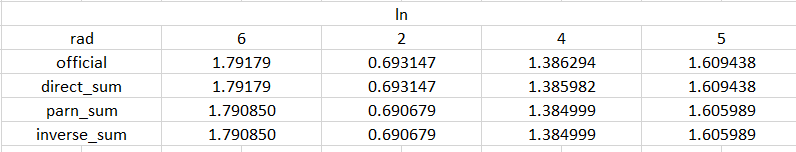 ln
rad 6 2 4 5
official 1.79179 0.693147 1.386294 1.609438
direct_sum 1.79179 0.693147 1.385982 1.609438
parn_sum 1.790850 0.690679 1.384999 1.605989
inverse_sum 1.790850 0.690679 1.384999 1.605989